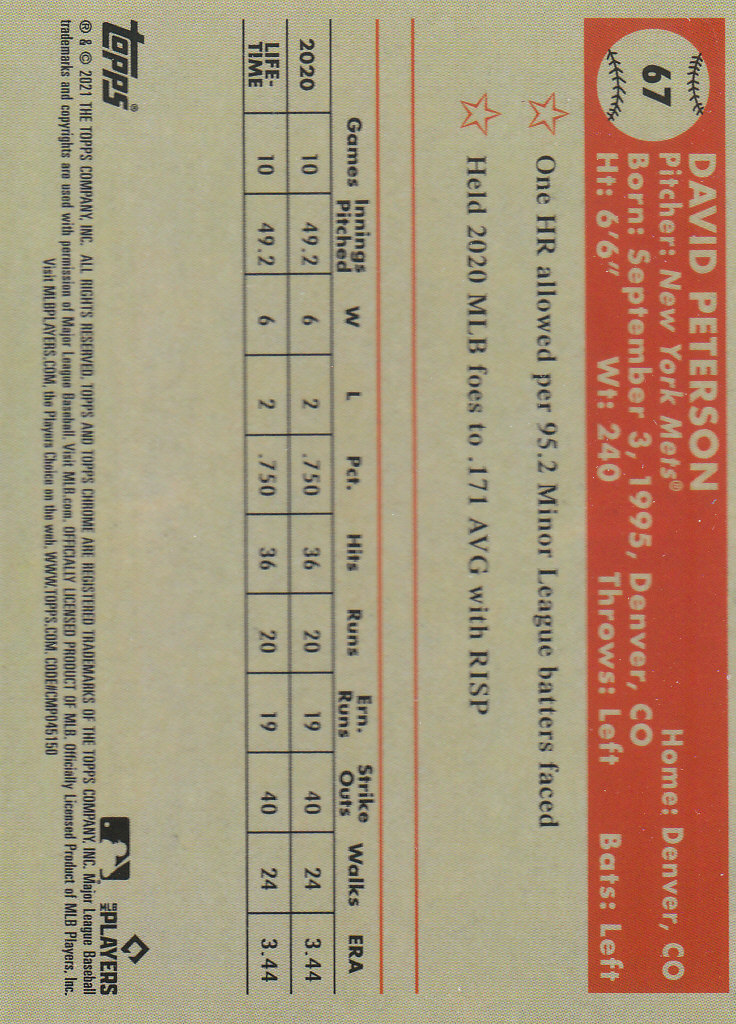 67
DAVID PETERSON
Pitcher: New York Mets® Home: Denver, CO
Born: September 3, 1995, Denver, CO
Ht: 6'6" Wt: 240 Throws: Left Bats: Left
One HR allowed per 95.2 Minor League batters faced
Held 2020 MLB foes to .171 AVG with RISP
Games Innings Pitched W L Pct. Hits Runs Ern. Runs Strike Outs Walks ERA
2020 10 49.2 6 2 .750 36 20 19 40 24 3.44
LIFE-TIME 10 49.2 6 2 .750 36 20 19 40 24 3.44
topps®
MLB PLAYERS
® & © 2021 THE TOPPS COMPANY, INC. ALL RIGHTS RESERVED. TOPPS AND TOPPS CHROME ARE REGISTERED TRADEMARKS OF THE TOPPS COMPANY, INC. Major League Baseball
trademarks and copyrights are used with permission of Major League Baseball. Visit MLB.com. OFFICIALLY LICENSED PRODUCT OF MLB. Officially Licensed Product of MLB Players, Inc.
Visit MLBPLAYERS.COM, the Players Choice on the web. WWW.TOPPS.COM. CODE#CMP045150